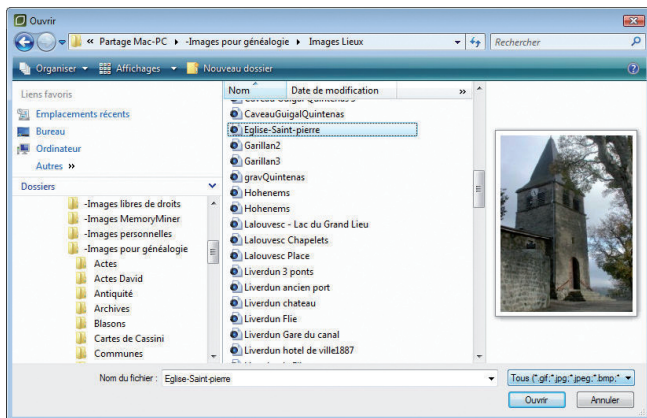 Ouvrir
« Partage Mac-PC ▸ -Images pour généalogie ▸ Images Lieux
Rechercher
Organiser
Affichages
Nouveau dossier
Liens favoris
Emplacements récents
Bureau
Ordinateur
Autres »
Dossiers
-Images libres de droits
-Images MemoryMiner
-Images personnelles
-Images pour généalogie
Actes
Actes David
Antiquité
Archives
Blasons
Cartes de Cassini
Communes
Nom
Date de modification
»
CaveauGuigalQuintenas
Eglise-Saint-pierre
Garillan2
Garillan3
gravQuintenas
Hohenems
Hohenems
Lalouvesc - Lac du Grand Lieu
Lalouvesc Chapelets
Lalouvesc Place
Liverdun 3 ponts
Liverdun ancien port
Liverdun chateau
Liverdun Flie
Liverdun Gare du canal
Liverdun hotel de ville1887
Nom du fichier : Eglise-Saint-pierre
Tous (*.gif;*.jpg;*.jpeg;*.bmp;*
Ouvrir
Annuler